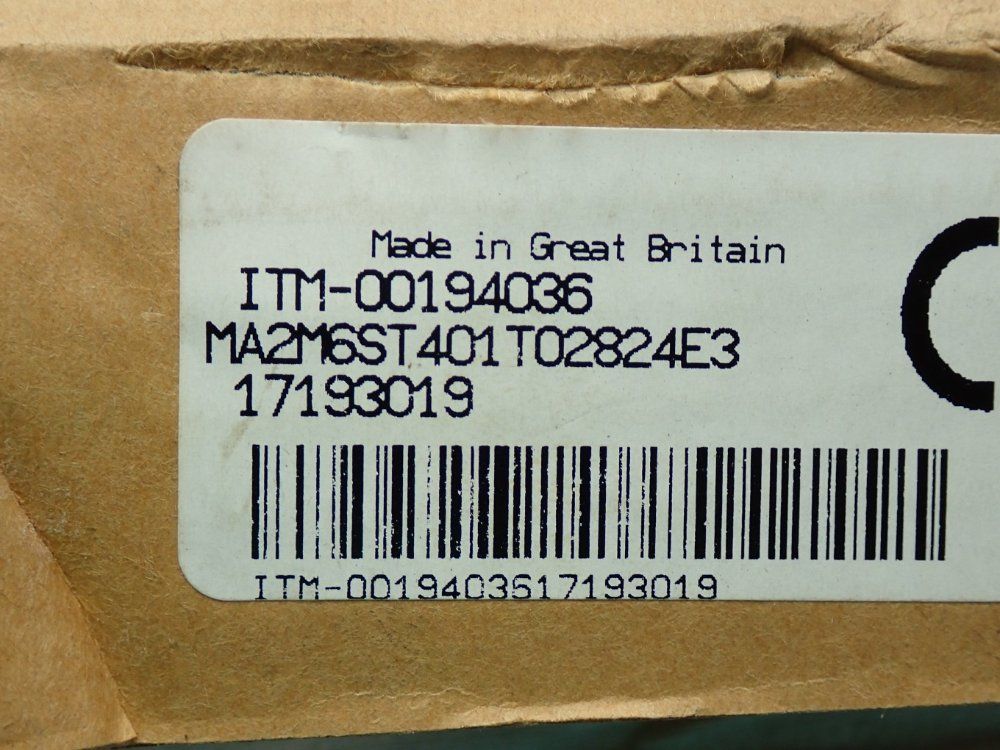 Made in Great Britain
ITM-00194036
MA2M6ST401T02824E3
17193019
ITM-0019403617193019